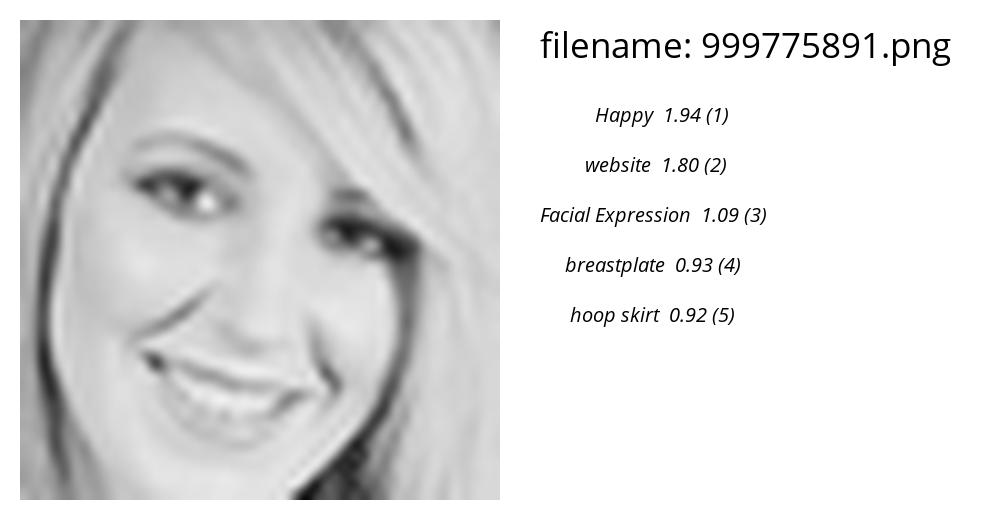 filename: 999775891.png
Happy 1.94 (1)
website 1.80 (2)
Facial Expression 1.09 (3)
breastplate 0.93 (4)
hoop skirt 0.92 (5)